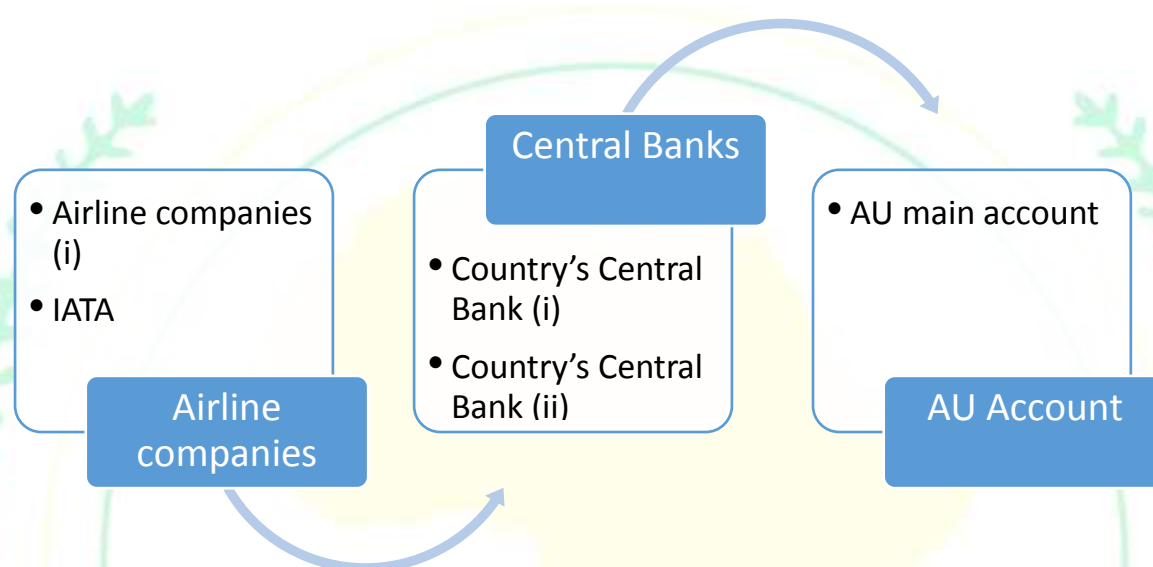 • Airline companies
(i)
• IATA
Airline
companies
Central Banks
• Country’s Central
Bank (i)
• Country’s Central
Bank (ii)
• AU main account
AU Account